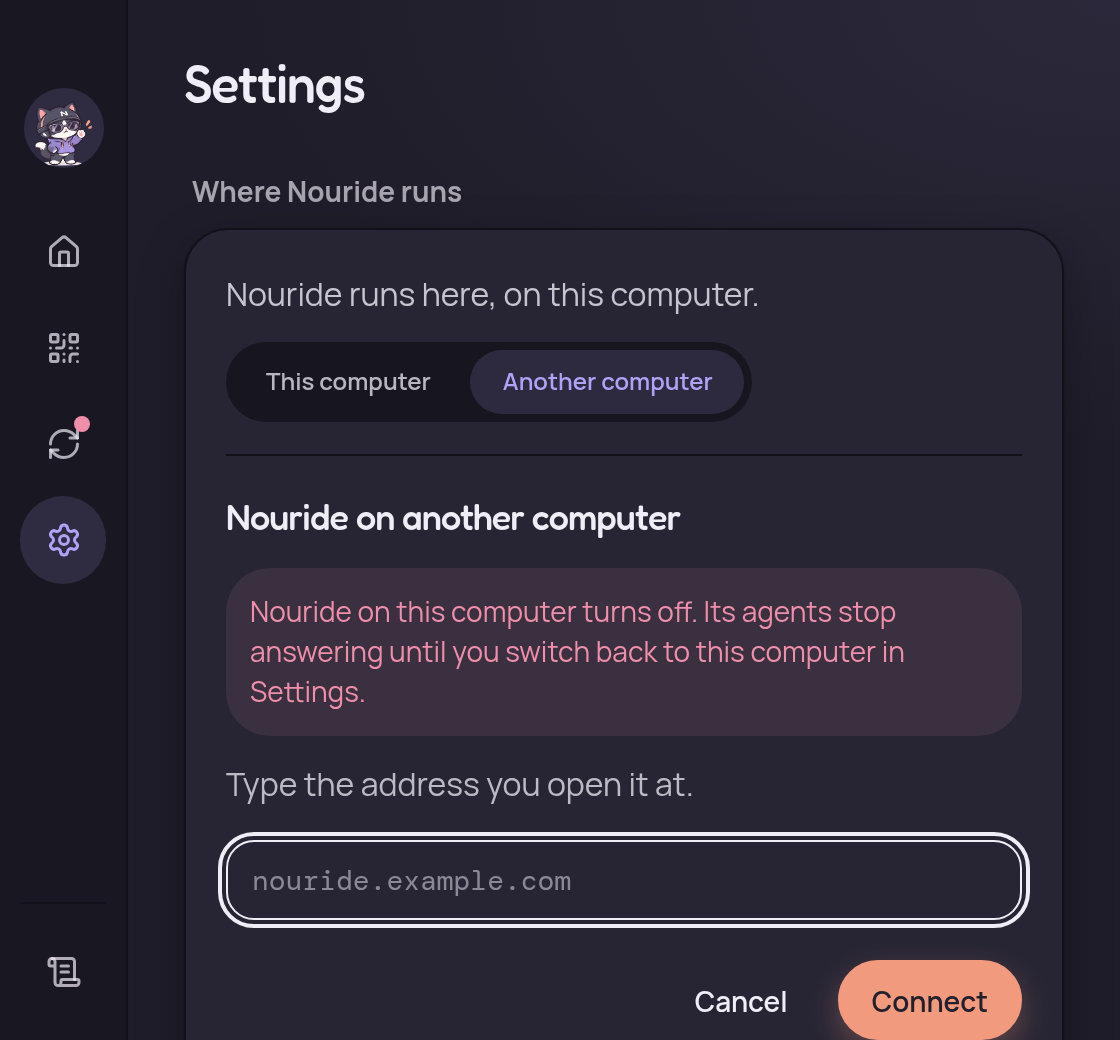 Settings
Where Nouride runs
Nouride runs here, on this computer.
This computer
Another computer
Nouride on another computer
Nouride on this computer turns off. Its agents stop
answering until you switch back to this computer in
Settings.
Type the address you open it at.
nouride.example.com
Cancel
Connect